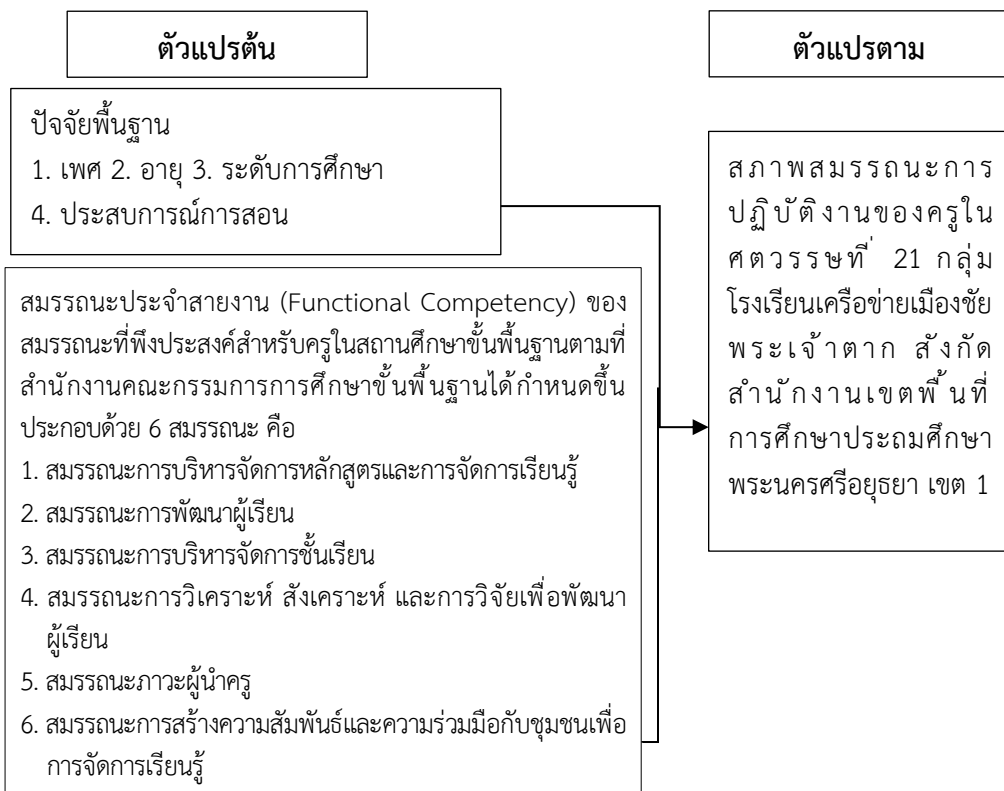 ตัวแปรต้น
ปัจจัยพื้นฐาน
1. เพศ 2. อายุ 3. ระดับการศึกษา
4. ประสบการณ์การสอน
สมรรถนะประจำสายงาน (Functional Competency) ของ
สมรรถนะที่พึงประสงค์สำหรับครูในสถานศึกษาขั้นพื้นฐานตามที่
สำนักงานคณะกรรมการการศึกษาขั้นพื้นฐานได้กำหนดขึ้น
ประกอบด้วย 6 สมรรถนะ คือ
1. สมรรถนะการบริหารจัดการหลักสูตรและการจัดการเรียนรู้
2. สมรรถนะการพัฒนาผู้เรียน
3. สมรรถนะการบริหารจัดการชั้นเรียน
4. สมรรถนะการวิเคราะห์ สังเคราะห์ และการวิจัยเพื่อพัฒนา
ผู้เรียน
5. สมรรถนะภาวะผู้นำครู
6. สมรรถนะการสร้างความสัมพันธ์และความร่วมมือกับชุมชนเพื่อ
การจัดการเรียนรู้
ตัวแปรตาม
สภาพสมรรถนะการ
ปฏิบัติงานของครูใน
ศตวรรษที่ 21 กลุ่ม
โรงเรียนเครือข่ายเมืองชัย
พระเจ้าตาก สังกัด
สำนักงานเขตพื้นที่
การศึกษาประถมศึกษา
พระนครศรีอยุธยา เขต 1